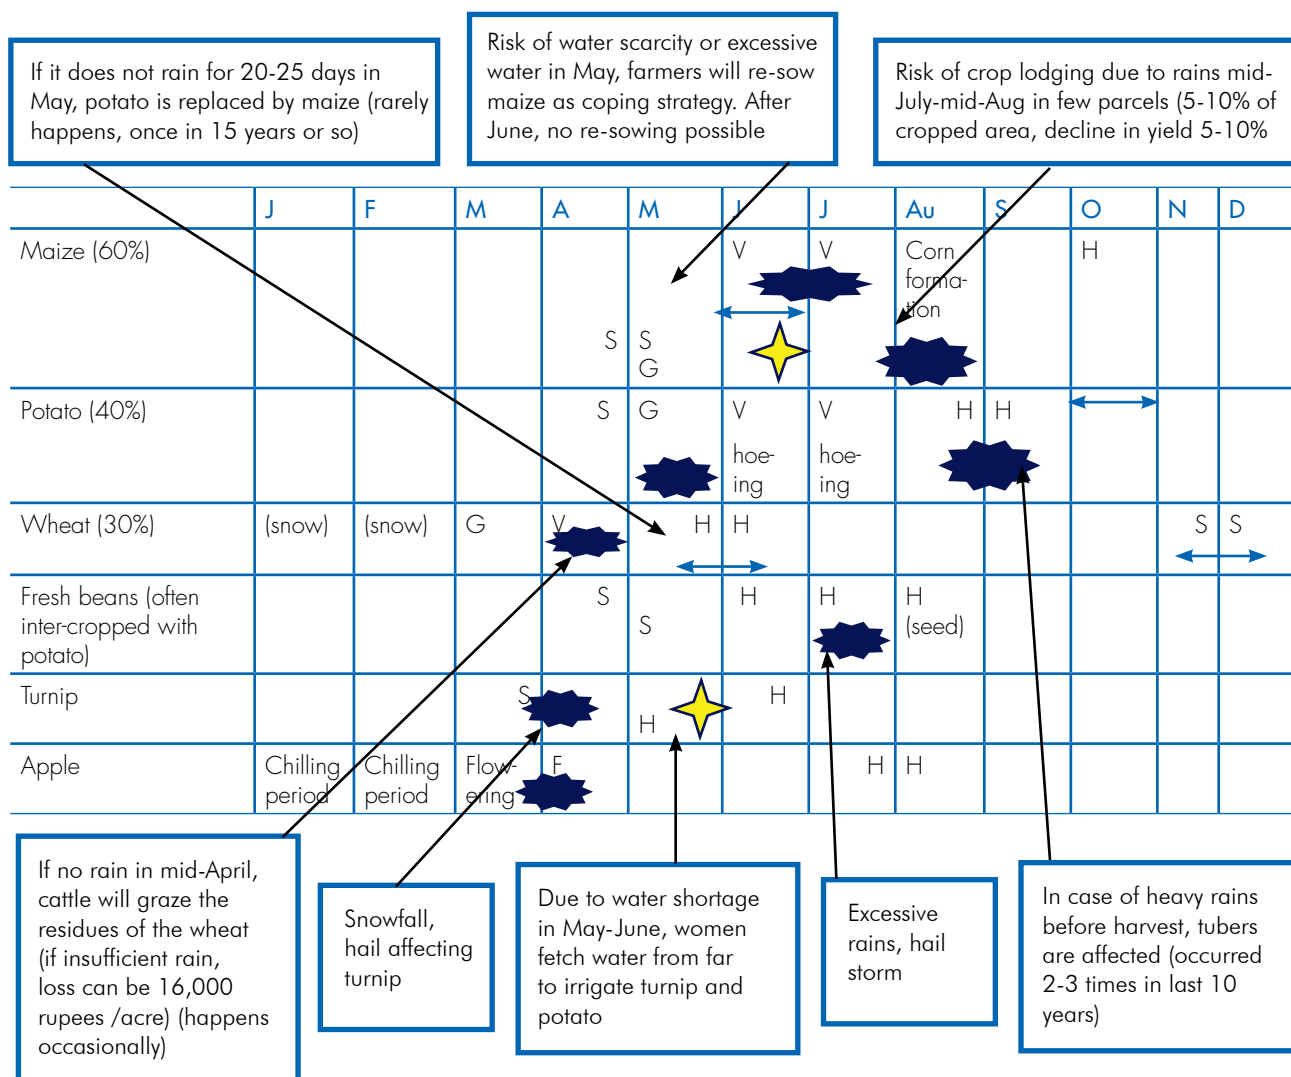 If it does not rain for 20-25 days in
May, potato is replaced by maize (rarely
happens, once in 15 years or so)
Risk of water scarcity or excessive
water in May, farmers will re-sow
maize as coping strategy. After
June, no re-sowing possible
Risk of crop lodging due to rains mid-
July-mid-Aug in few parcels (5-10% of
cropped area, decline in yield 5-10%
J F M A M J J Au S O N D
Maize (60%)
V V Corn H
forma-
tion
S S
G
Potato (40%) S G V V H H
hoe- hoe-
ing ing
Wheat (30%) (snow) (snow) G V H H S S
Fresh beans (often S H H H
inter-cropped with S (seed)
potato)
Turnip S H
H
Apple Chilling Chilling Flow- F H H
period period ering
If no rain in mid-April,
cattle will graze the
residues of the wheat
(if insufficient rain,
loss can be 16,000
rupees /acre) (happens
occasionally)
Snowfall,
hail affecting
turnip
Due to water shortage
in May-June, women
fetch water from far
to irrigate turnip and
potato
Excessive
rains, hail
storm
In case of heavy rains
before harvest, tubers
are affected (occurred
2-3 times in last 10
years)